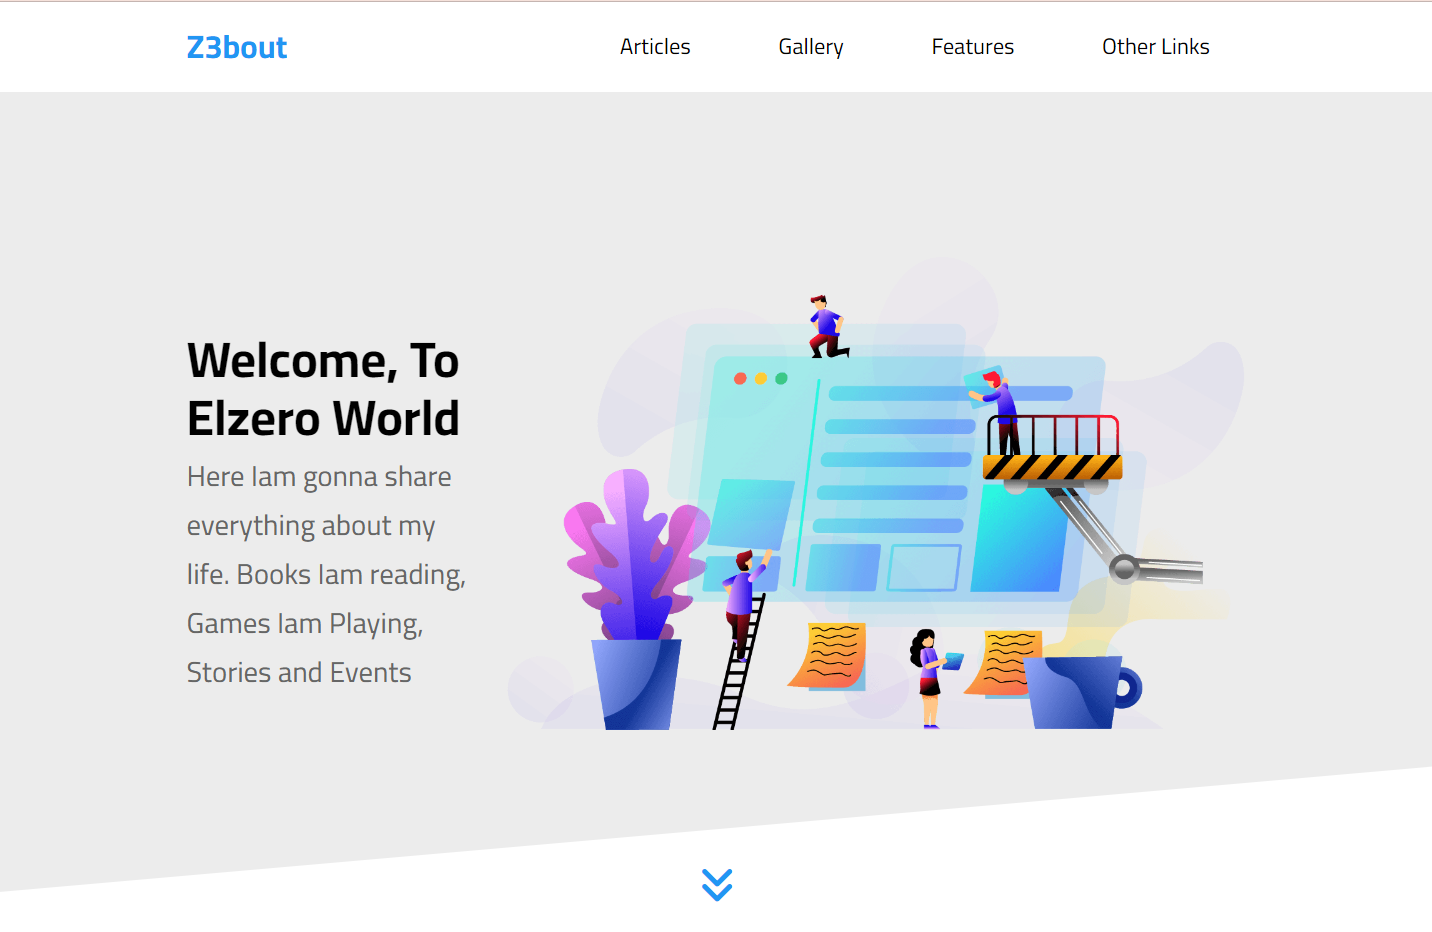 Z3bout
Articles
Gallery
Features
Other Links
Welcome, To
Elzero World
Here Iam gonna share
everything about my
life. Books Iam reading,
Games Iam Playing,
Stories and Events